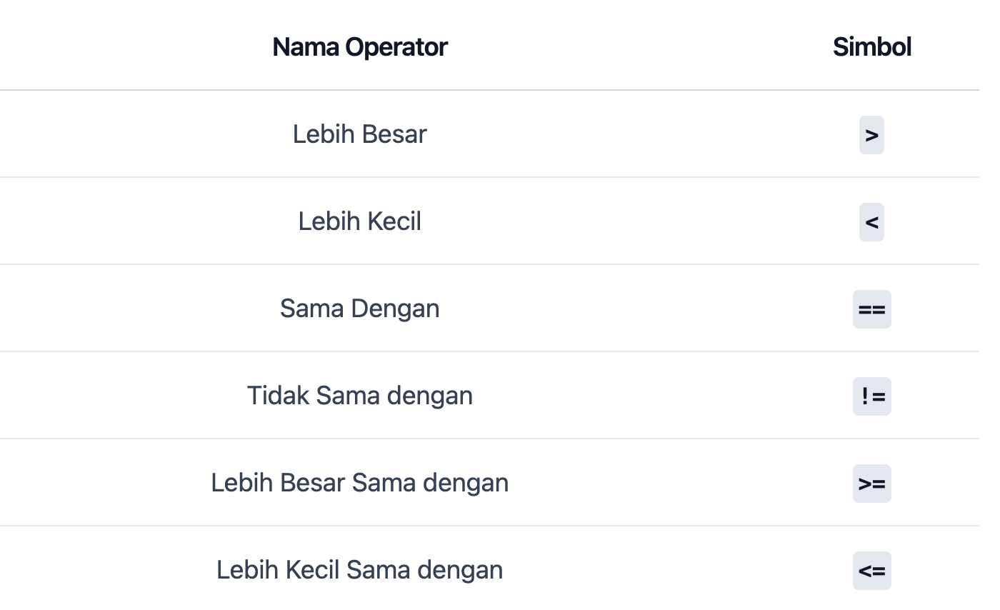 Nama Operator Simbol
Lebih Besar >
Lebih Kecil <
Sama Dengan ==
Tidak Sama dengan !=
Lebih Besar Sama dengan >=
Lebih Kecil Sama dengan <=